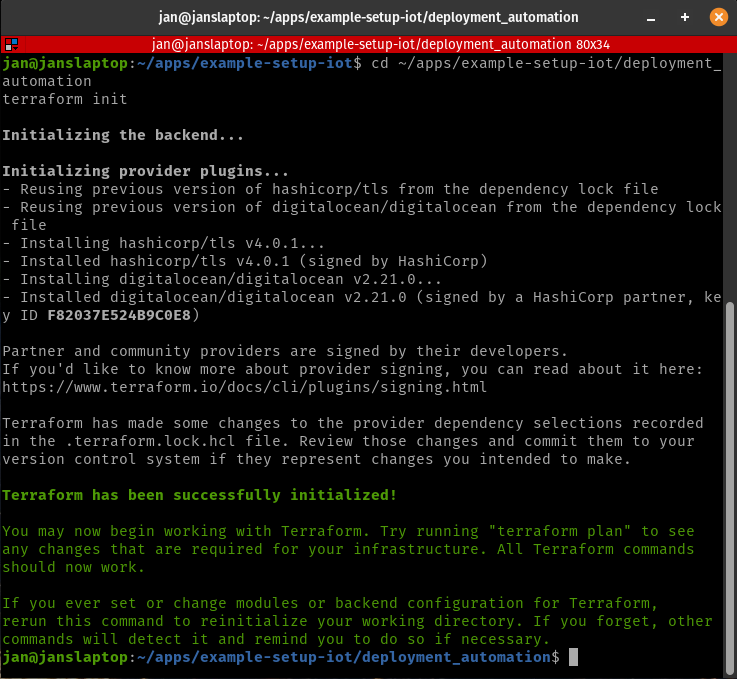 jan@janslaptop: ~/apps/example-setup-iot/deployment_automation
jan@janslaptop: ~/apps/example-setup-iot/deployment_automation 80x34
jan@janslaptop:~/apps/example-setup-iot$ cd ~/apps/example-setup-iot/deployment_
automation
terraform init
Initializing the backend...
Initializing provider plugins...
- Reusing previous version of hashicorp/tls from the dependency lock file
- Reusing previous version of digitalocean/digitalocean from the dependency lock
 file
- Installing hashicorp/tls v4.0.1...
- Installed hashicorp/tls v4.0.1 (signed by HashiCorp)
- Installing digitalocean/digitalocean v2.21.0...
- Installed digitalocean/digitalocean v2.21.0 (signed by a HashiCorp partner, ke
y ID F82037E524B9C0E8)
Partner and community providers are signed by their developers.
If you'd like to know more about provider signing, you can read about it here:
https://www.terraform.io/docs/cli/plugins/signing.html
Terraform has made some changes to the provider dependency selections recorded
in the .terraform.lock.hcl file. Review those changes and commit them to your
version control system if they represent changes you intended to make.
Terraform has been successfully initialized!
You may now begin working with Terraform. Try running "terraform plan" to see
any changes that are required for your infrastructure. All Terraform commands
should now work.
If you ever set or change modules or backend configuration for Terraform,
rerun this command to reinitialize your working directory. If you forget, other
commands will detect it and remind you to do so if necessary.
jan@janslaptop:~/apps/example-setup-iot/deployment_automation$